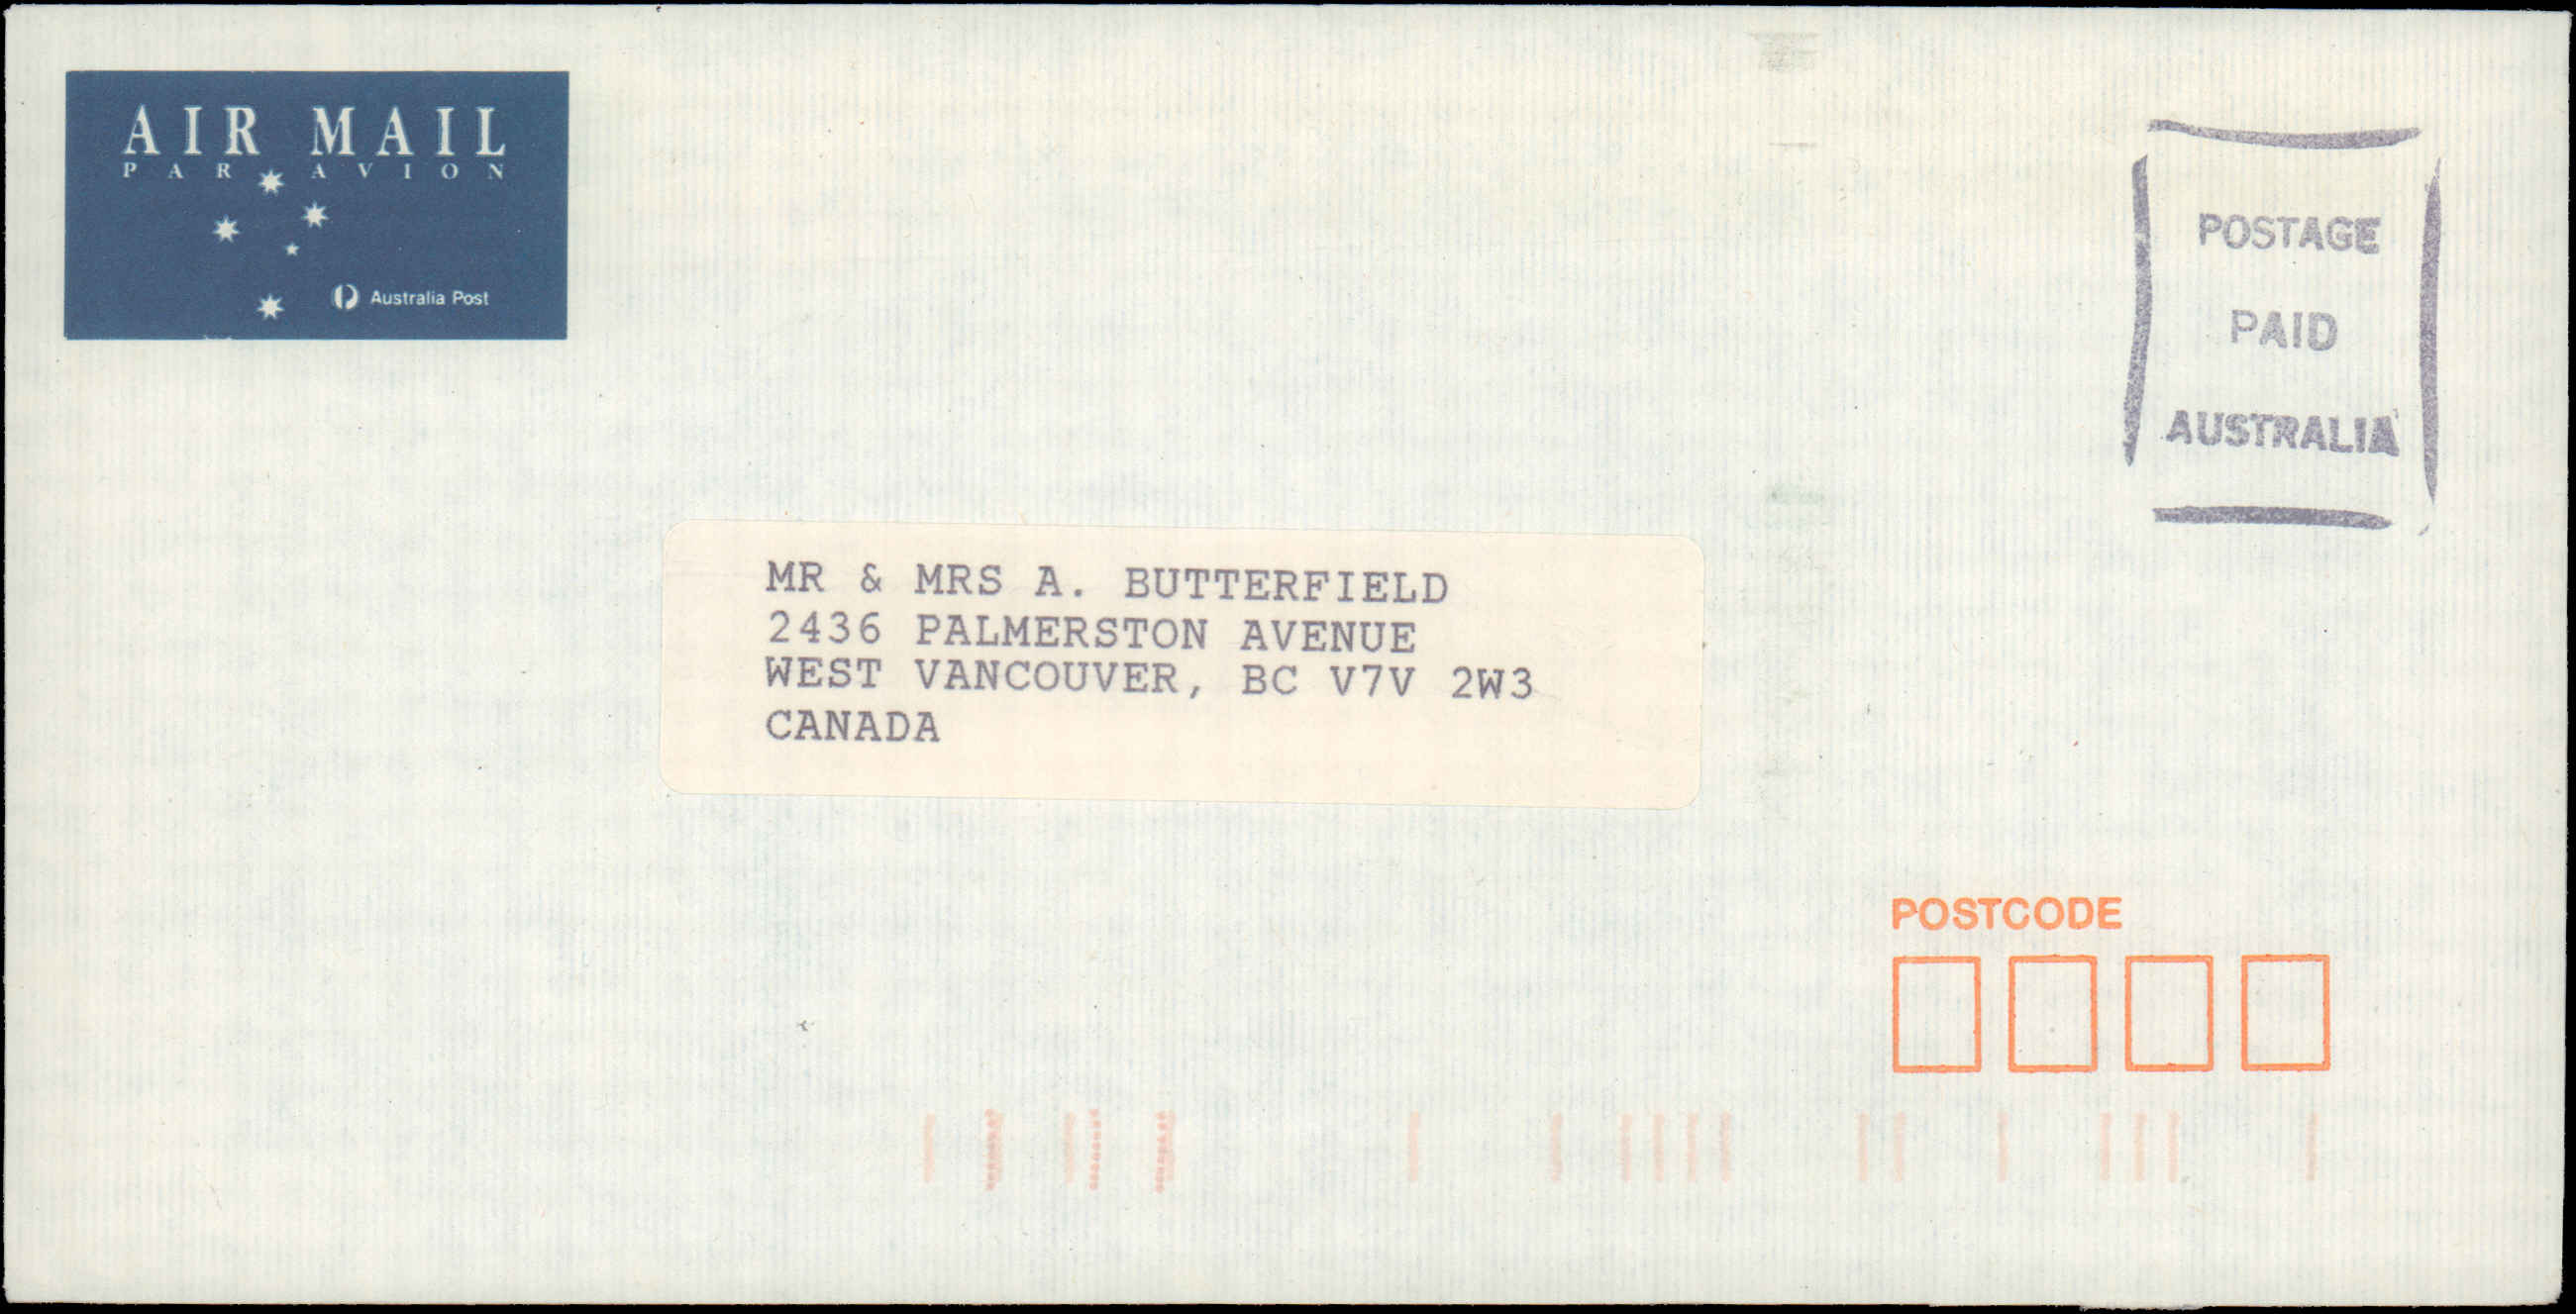 AIR MAIL
PAR AVION
Australia Post
POSTAGE
PAID
AUSTRALIA
MR & MRS A. BUTTERFIELD
2436 PALMERSTON AVENUE
WEST VANCOUVER, BC V7V 2W3
CANADA
POSTCODE